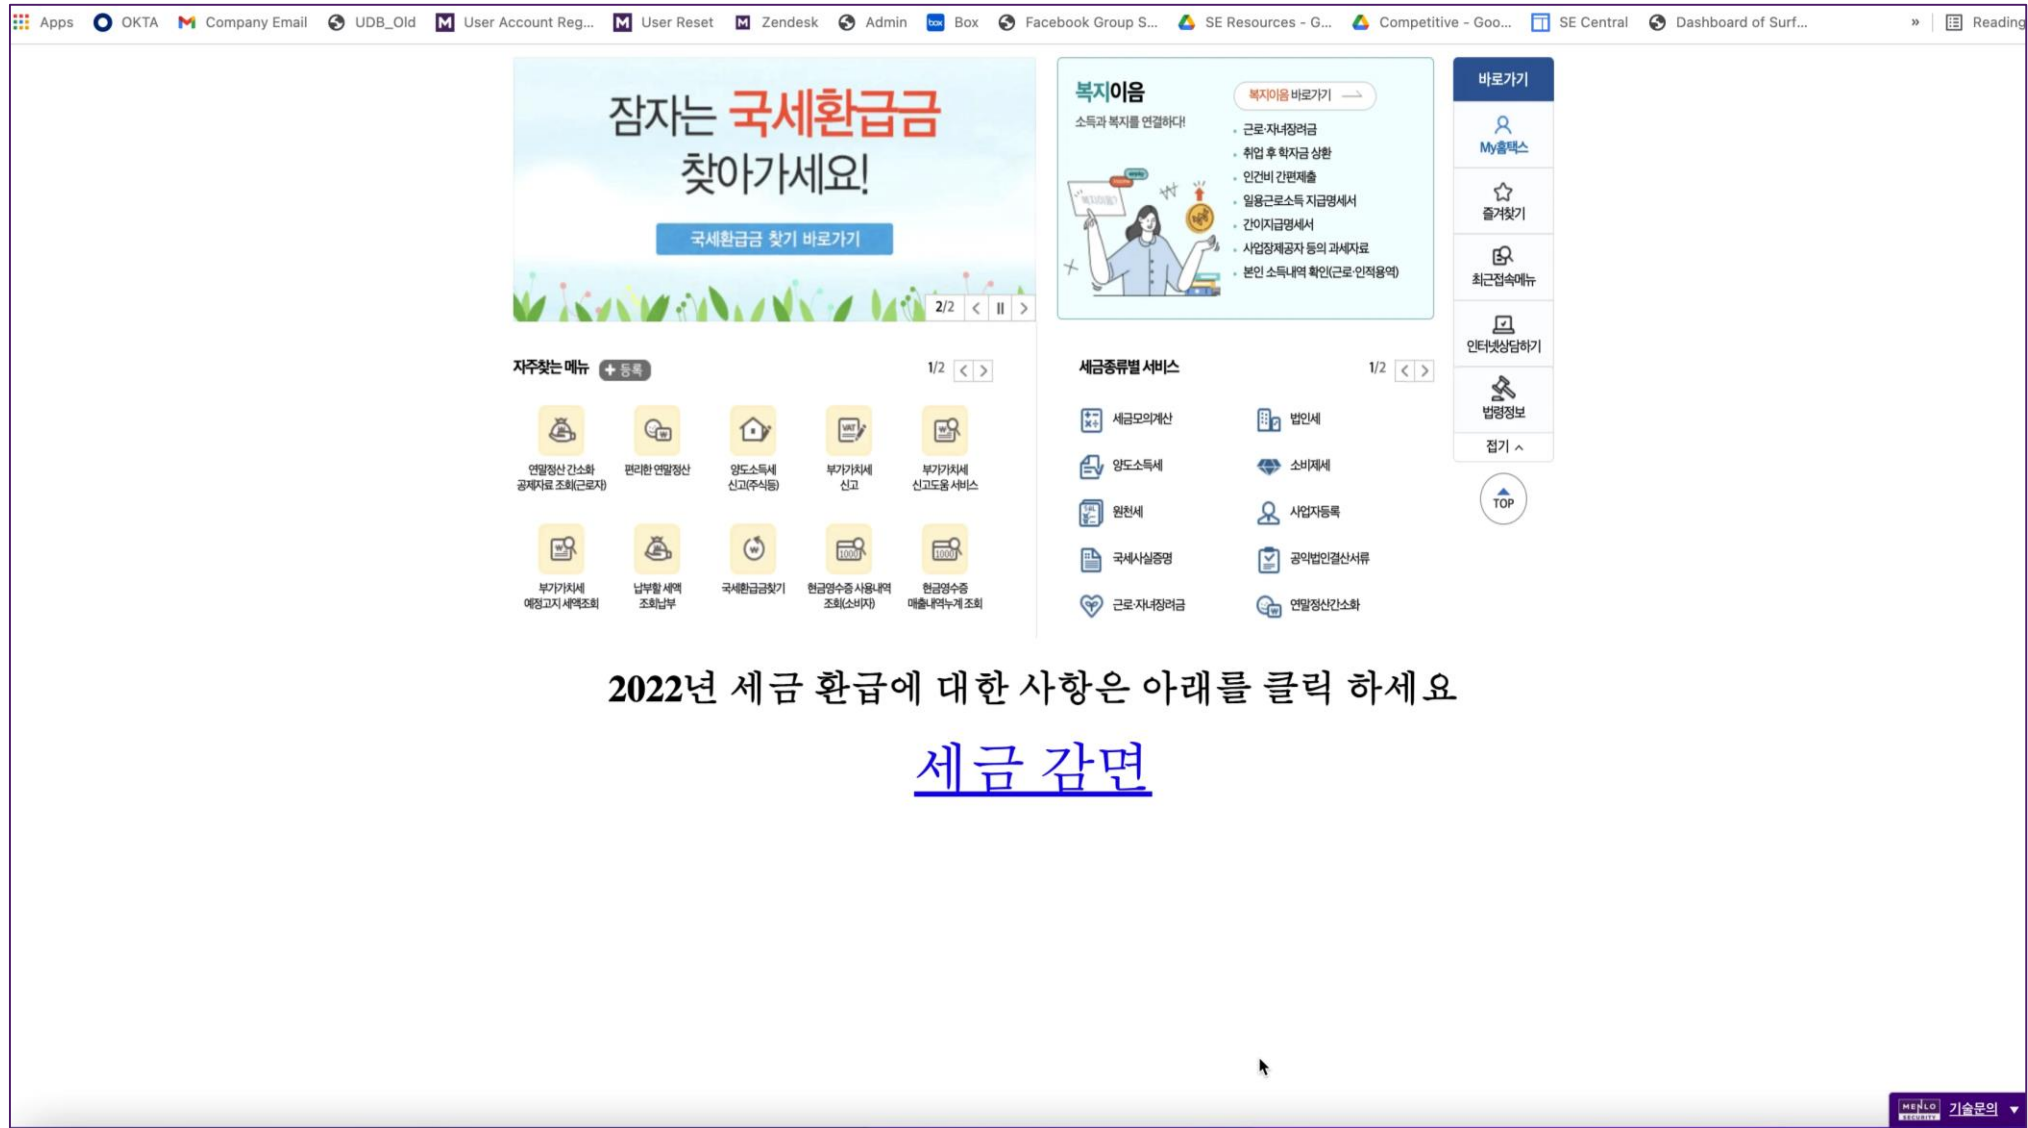 Apps OKTA Company Email UDB_Old User Account Reg... User Reset Zendesk Admin Box Facebook Group S... SE Resources - G... Competitive - Goo... SE Central Dashboard of Surf... » Reading
잠자는 국세환급금
찾아가세요!
국세환급금 찾기 바로가기
2/2
복지이음
소득과 복지를 연결하다!
복지이음 바로가기
근로·자녀장려금
취업 후 학자금 상환
인건비 간편제출
일용근로소득 지급명세서
간이지급명세서
사업장제공자 등의 과세자료
본인 소득내역 확인(근로·인적용역)
바로가기
My홈택스
즐겨찾기
최근접속메뉴
인터넷상담하기
법령정보
접기
TOP
자주찾는 메뉴 + 등록 1/2
연말정산 간소화
공제자료 조회(근로자)
편리한 연말정산
양도소득세
신고(주식등)
VAT
부가가치세
신고
부가가치세
신고도움 서비스
부가가치세
예정고지 세액조회
납부할 세액
조회납부
국세환급금찾기
1000
현금영수증 사용내역
조회(소비자)
1000
현금영수증
매출내역누계 조회
세금종류별 서비스 1/2
세금모의계산 법인세
양도소득세 소비제세
원천세 사업자등록
국세사실증명 공익법인결산서류
근로·자녀장려금 연말정산간소화
2022년 세금 환급에 대한 사항은 아래를 클릭 하세요
세금 감면
MENLO
SECURITY
기술문의